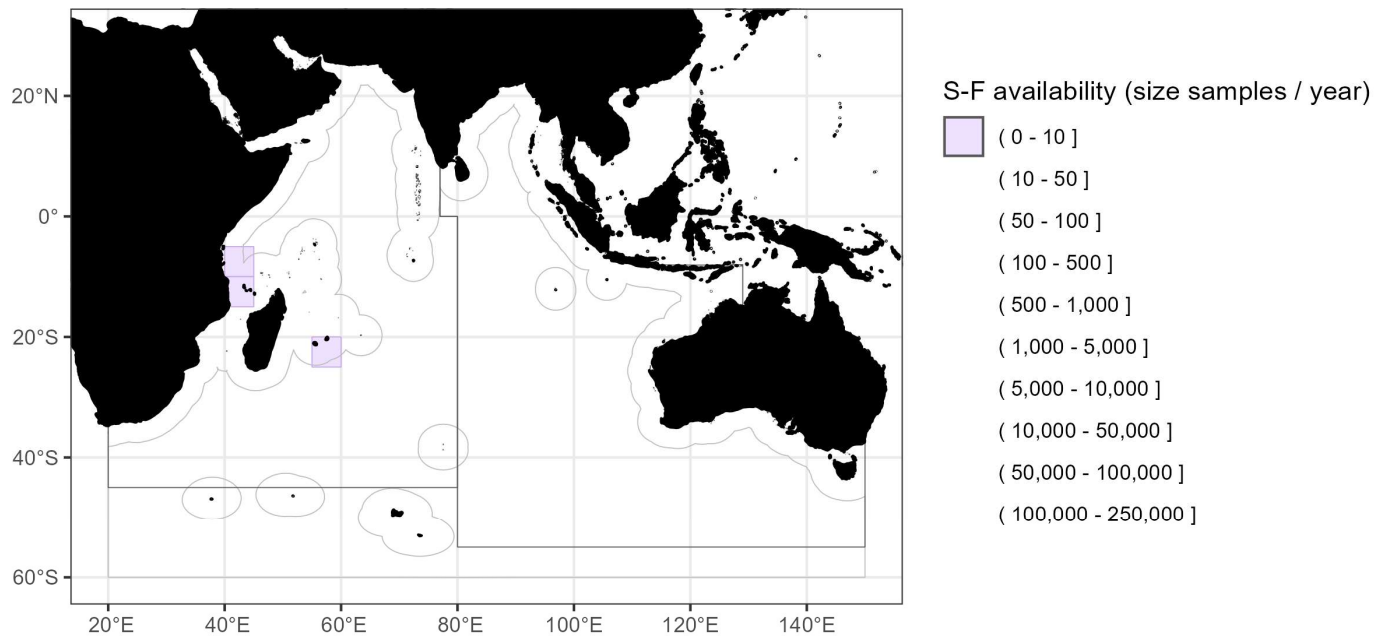 20°N
0°
20°S
40°S
60°S
20°E 40°E 60°E 80°E 100°E 120°E 140°E
S-F availability (size samples / year)
( 0 - 10 ]
( 10 - 50 ]
( 50 - 100 ]
( 100 - 500 ]
( 500 - 1,000 ]
( 1,000 - 5,000 ]
( 5,000 - 10,000 ]
( 10,000 - 50,000 ]
( 50,000 - 100,000 ]
( 100,000 - 250,000 ]